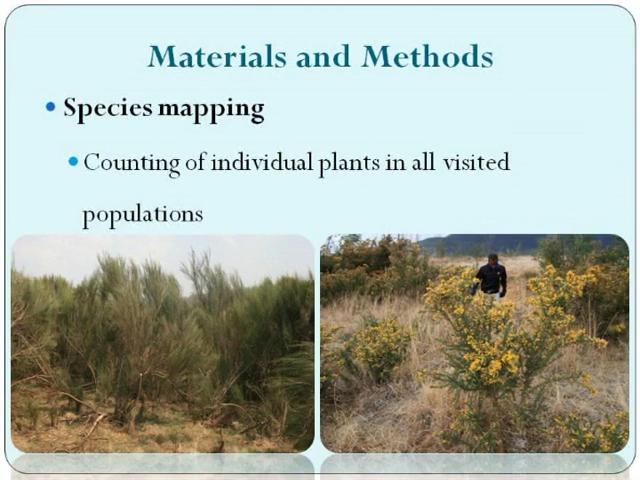 Materials and Methods
Species mapping
Counting of individual plants in all visited
populations